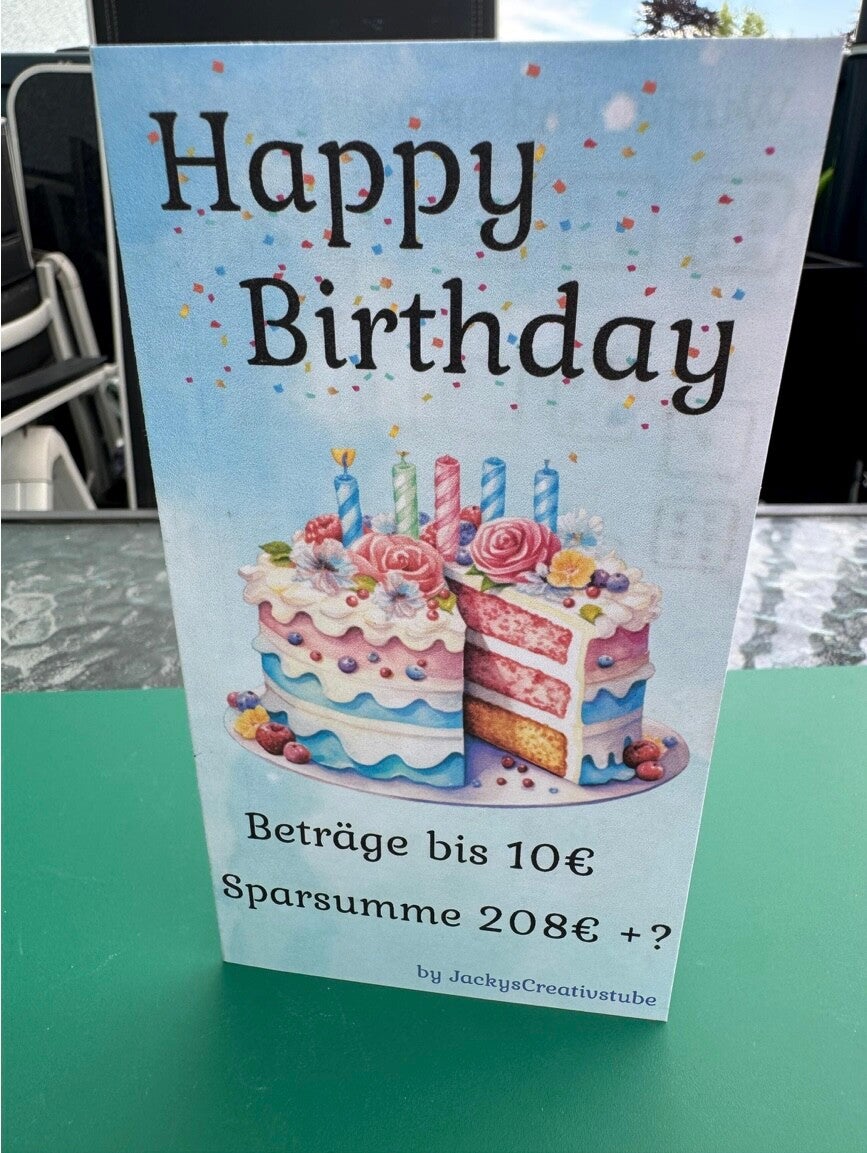 Happy
Birthday
Beträge bis 10€
Sparsumme 208€ +?
by JackysCreativstube